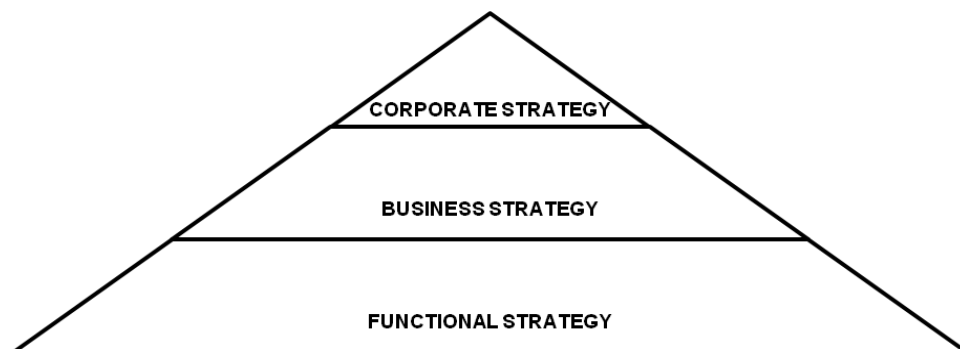 CORPORATE STRATEGY
BUSINESS STRATEGY
FUNCTIONAL STRATEGY